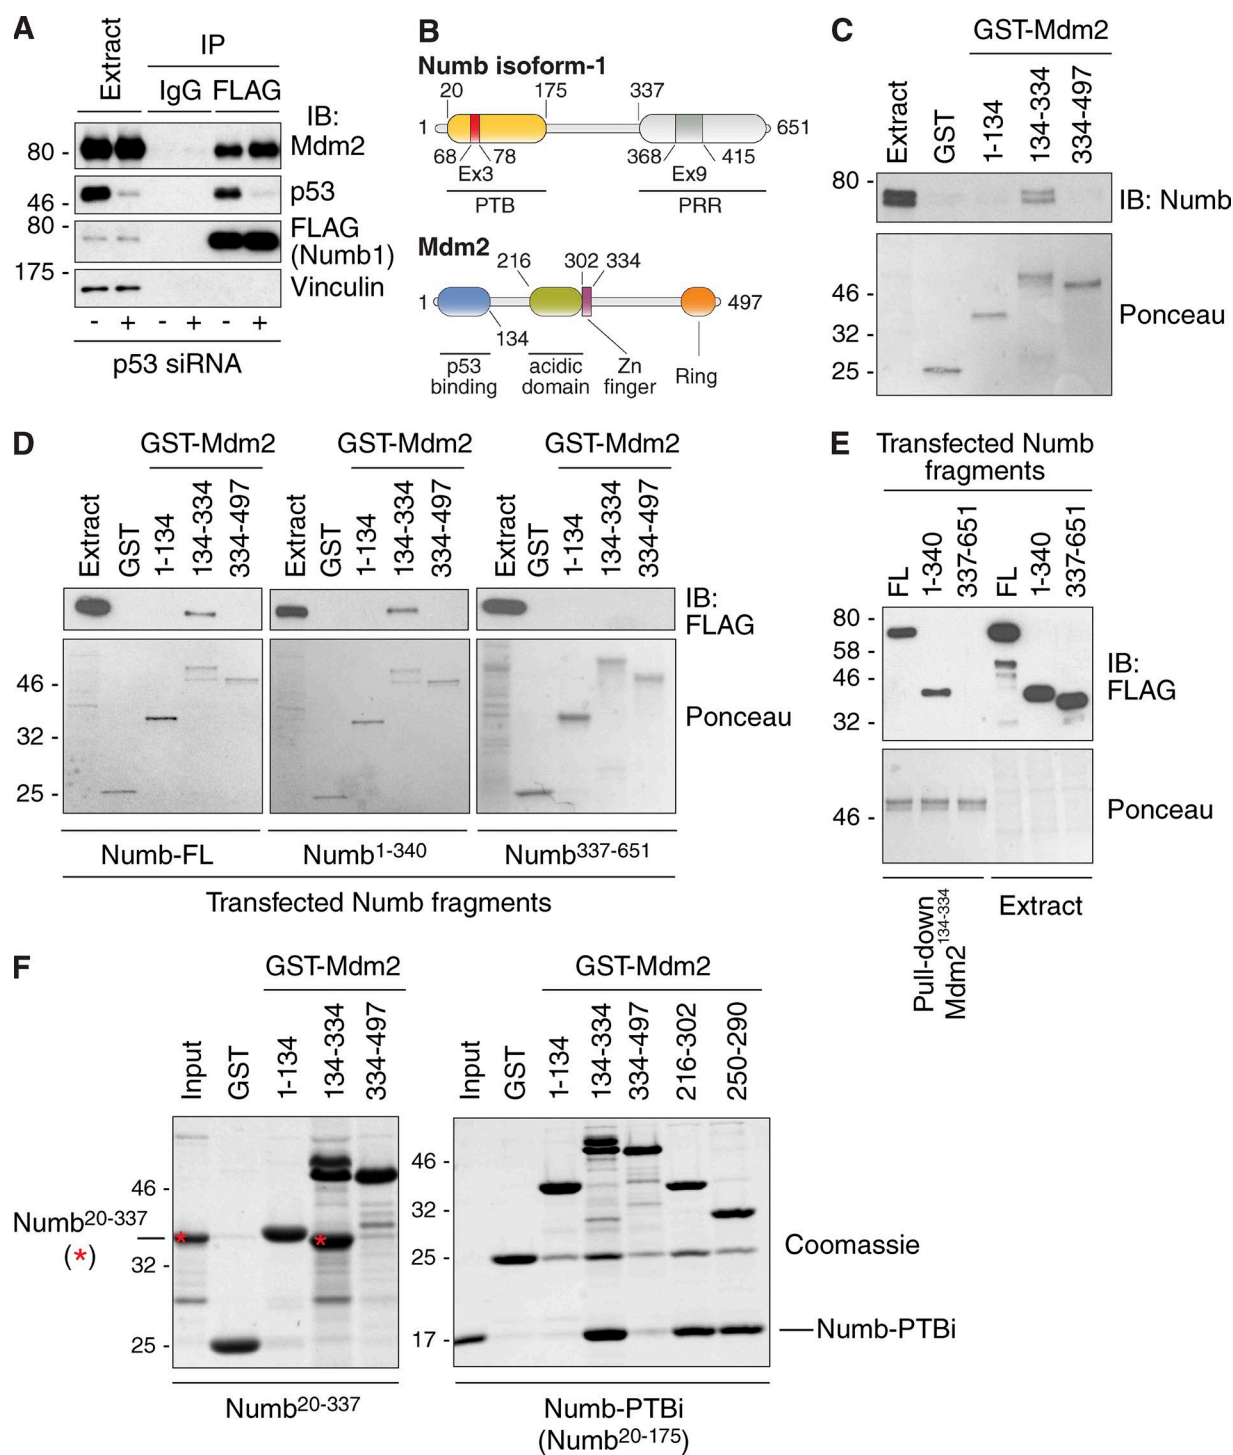 A
Extract
IP
IgG FLAG
IB:
80 - Mdm2
46 - p53
80 - FLAG
(Numb1)
175 - Vinculin
- + - + - +
p53 siRNA
B
Numb isoform-1
20 175 337
1 651
68 78 368 415
Ex3 Ex9
PTB PRR
Mdm2
216 302 334
1 497
134
p53
binding
acidic
domain
Zn
finger
Ring
C
GST-Mdm2
Extract GST 1-134 134-334 334-497
80 - IB: Numb
46 -
32 - Ponceau
25 -
D
GST-Mdm2 GST-Mdm2 GST-Mdm2
Extract GST 1-134 134-334 334-497 Extract GST 1-134 134-334 334-497 Extract GST 1-134 134-334 334-497
IB:
FLAG
46 -
32 - Ponceau
25 -
Numb-FL Numb1-340 Numb337-651
Transfected Numb fragments
E
Transfected Numb
fragments
FL 1-340 337-651 FL 1-340 337-651
80 -
58 -
46 -
32 -
IB:
FLAG
46 - Ponceau
Pull-down
Mdm2134-334
Extract
F
GST-Mdm2 GST-Mdm2
Input GST 1-134 134-334 334-497 Input GST 1-134 134-334 334-497 216-302 250-290
46 -
Numb20-337
(*)
* *
32 -
25 -
46 -
32 -
25 -
17 -
Coomassie
Numb-PTBi
Numb20-337
Numb-PTBi
(Numb20-175)